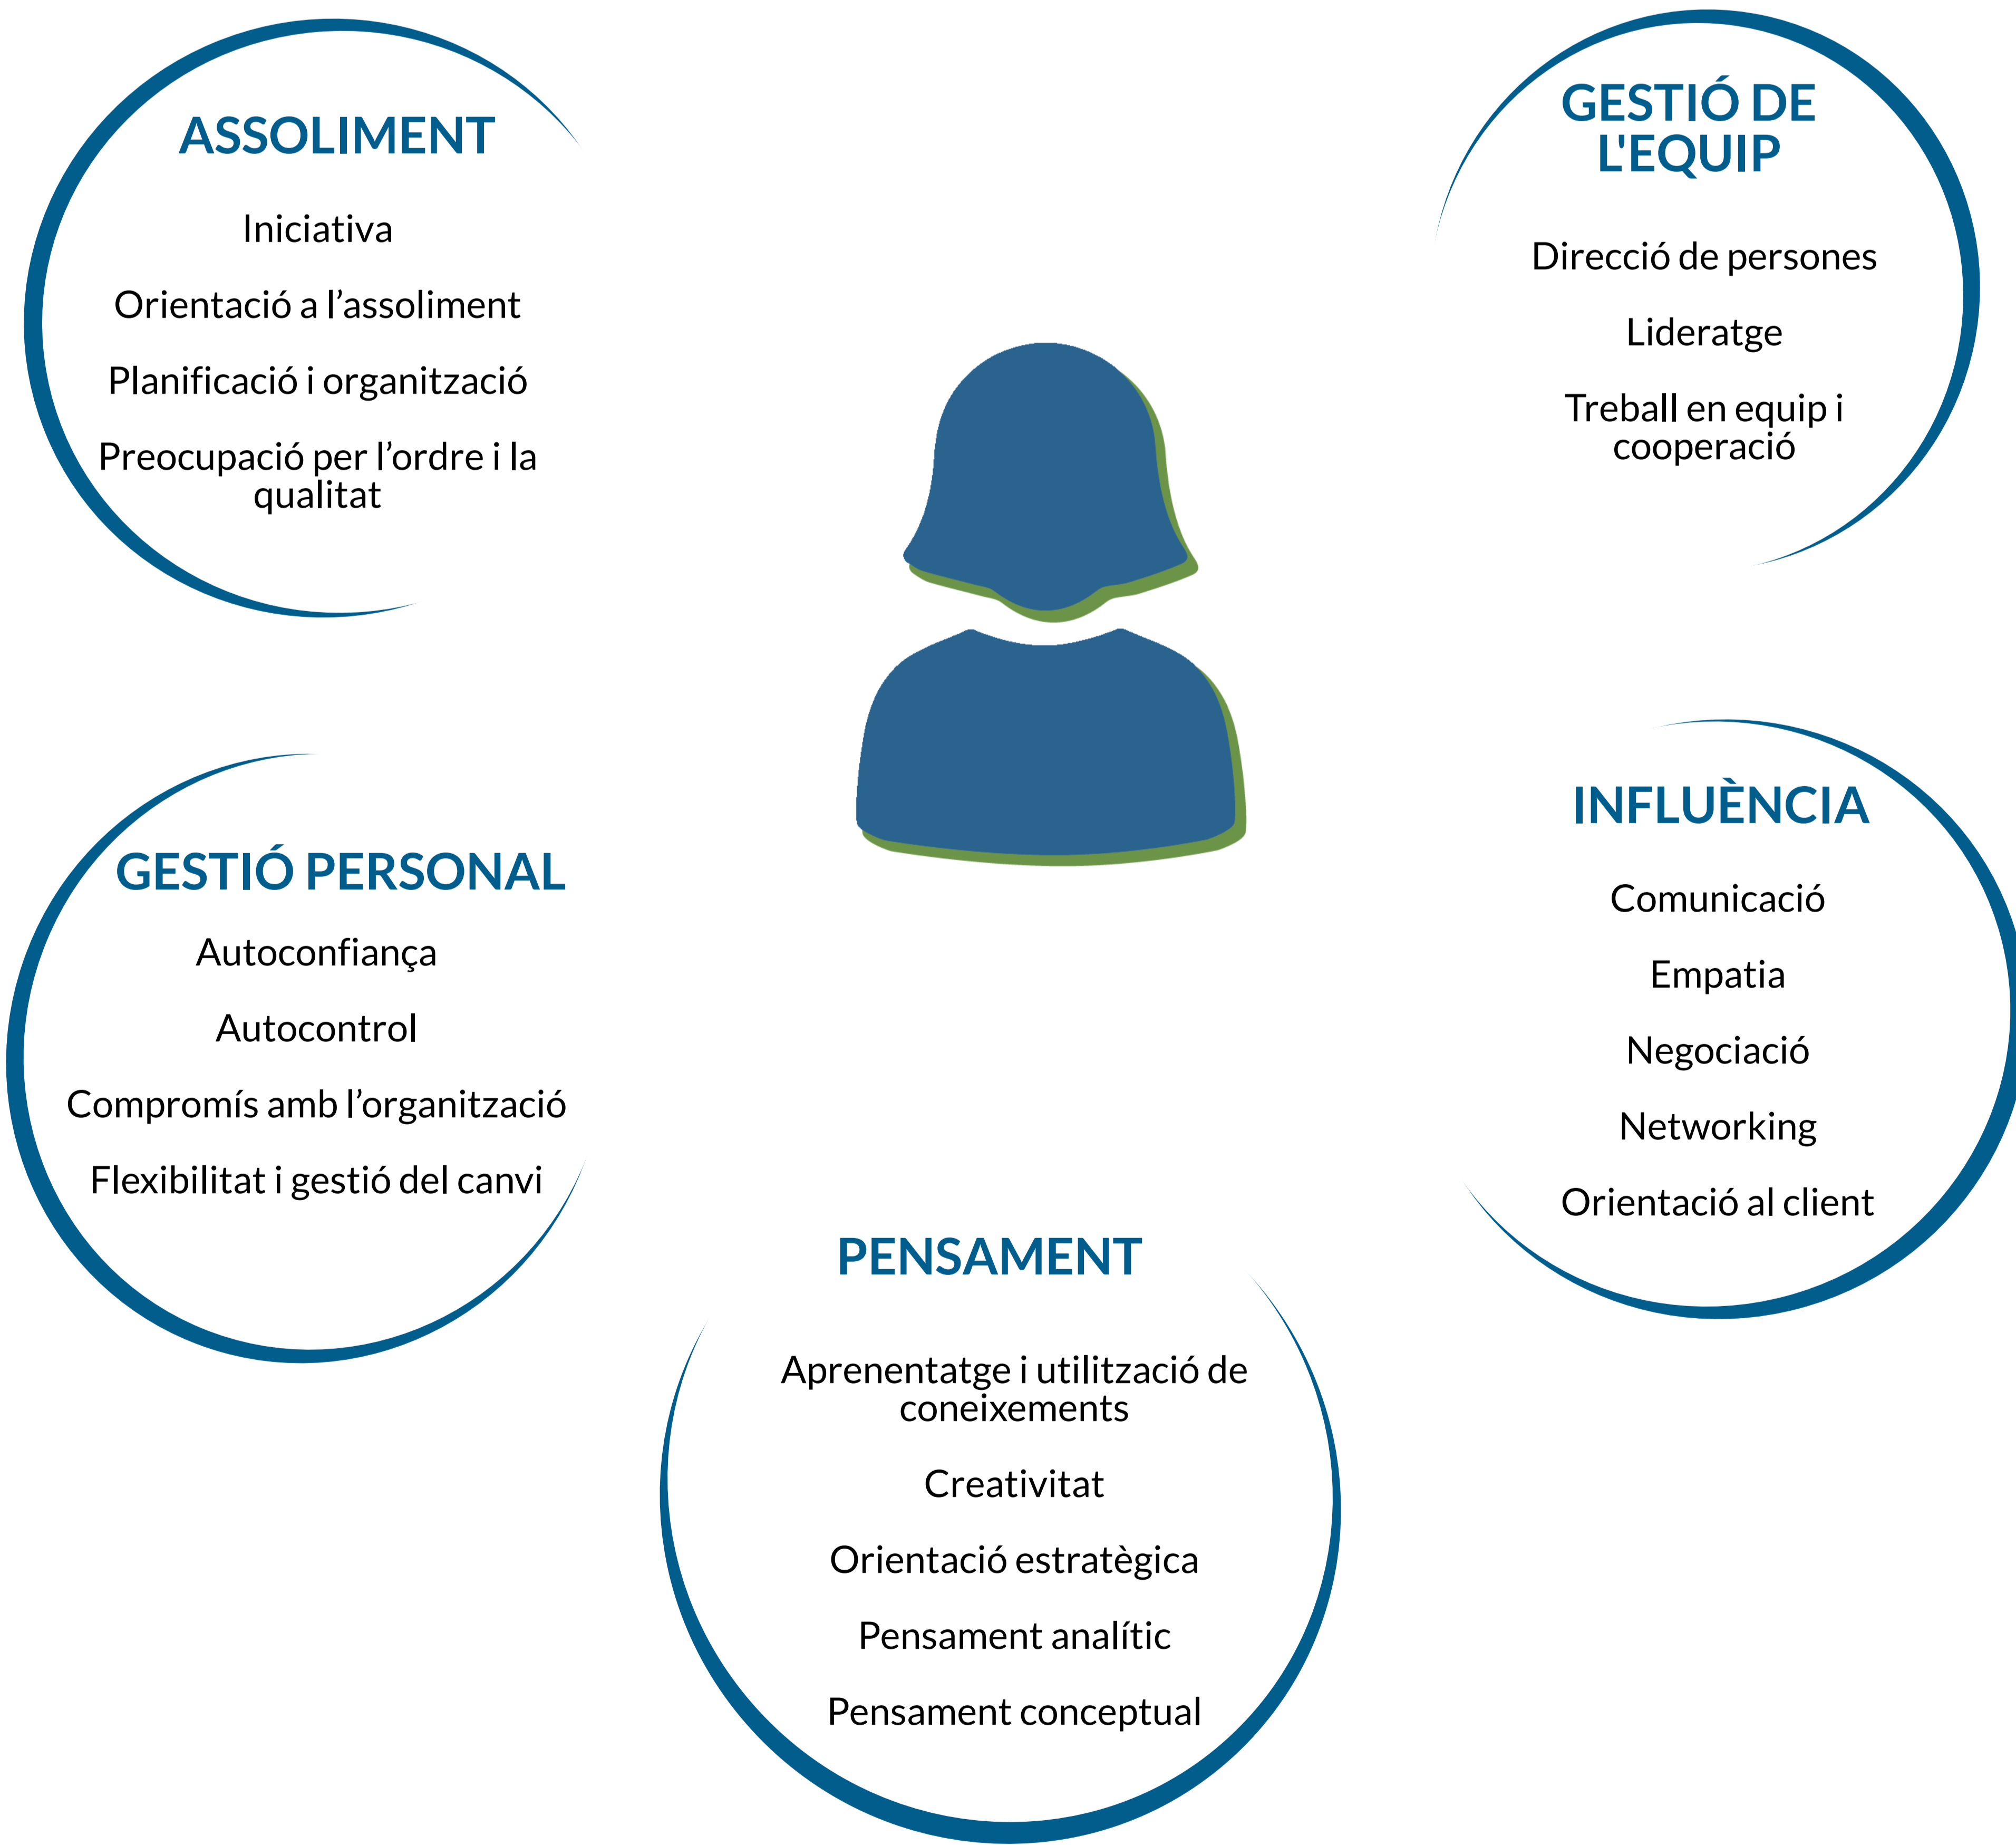 ASSOLIMENT
Iniciativa
Orientació a l’assoliment
Planificació i organització
Preocupació per l’ordre i la
qualitat
GESTIÓ DE
L'EQUIP
Direcció de persones
Lideratge
Treball en equip i
cooperació
GESTIÓ PERSONAL
Autoconfiança
Autocontrol
Compromís amb l’organització
Flexibilitat i gestió del canvi
INFLUÈNCIA
Comunicació
Empatia
Negociació
Networking
Orientació al client
PENSAMENT
Aprenentatge i utilització de
coneixements
Creativitat
Orientació estratègica
Pensament analític
Pensament conceptual